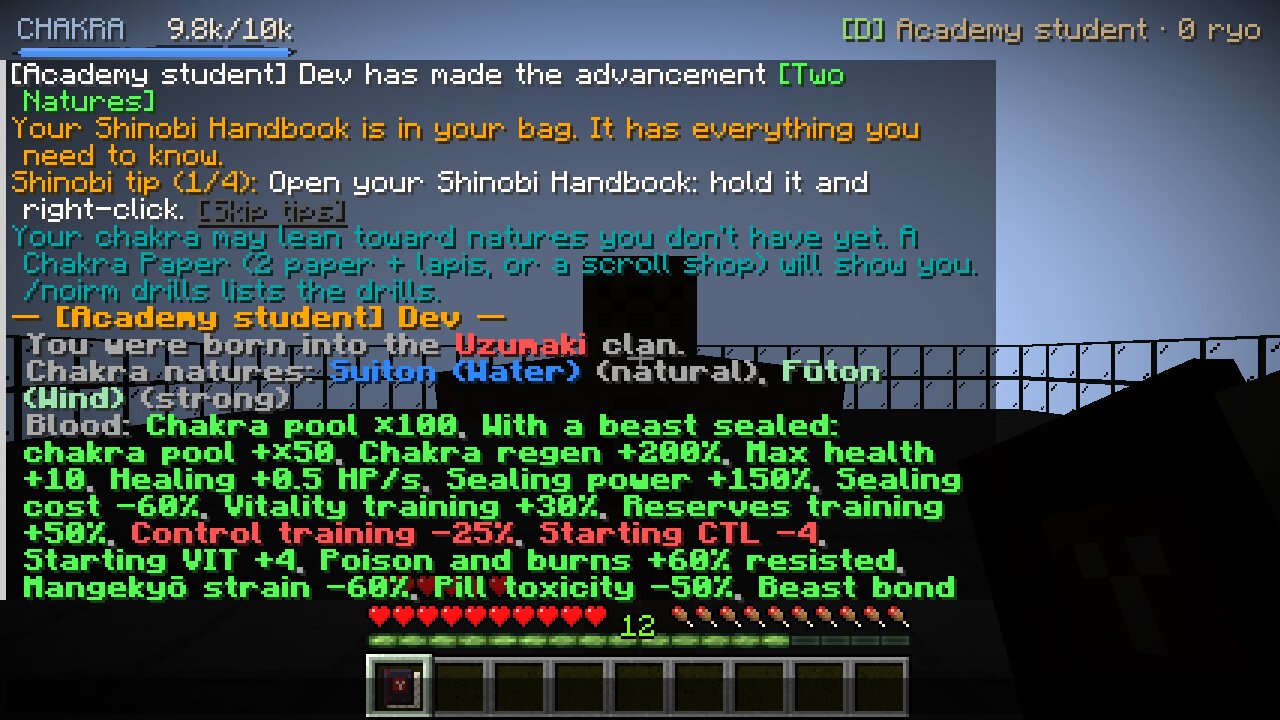 CHAKRA 9.8k/10k
[D] Academy student · 0 ryo
[Academy student] Dev has made the advancement [Two
Natures]
Your Shinobi Handbook is in your bag. It has everything you
need to know.
Shinobi tip (1/4): Open your Shinobi Handbook: hold it and
right-click. [Skip tips]
Your chakra may lean toward natures you don't have yet. A
Chakra Paper (2 paper + lapis, or a scroll shop) will show you.
/noirm drills lists the drills.
— [Academy student] Dev —
You were born into the Uzumaki clan.
Chakra natures: Suiton (Water) (natural), Fūton
(Wind) (strong)
Blood: Chakra pool ×100. With a beast sealed:
chakra pool +×50. Chakra regen +200%. Max health
+10. Healing +0.5 HP/s. Sealing power +150%. Sealing
cost -60%. Vitality training +30%. Reserves training
+50%. Control training -25%. Starting CTL -4.
Starting VIT +4. Poison and burns +60% resisted.
Mangekyō strain -60%. Pill toxicity -50%. Beast bond
12